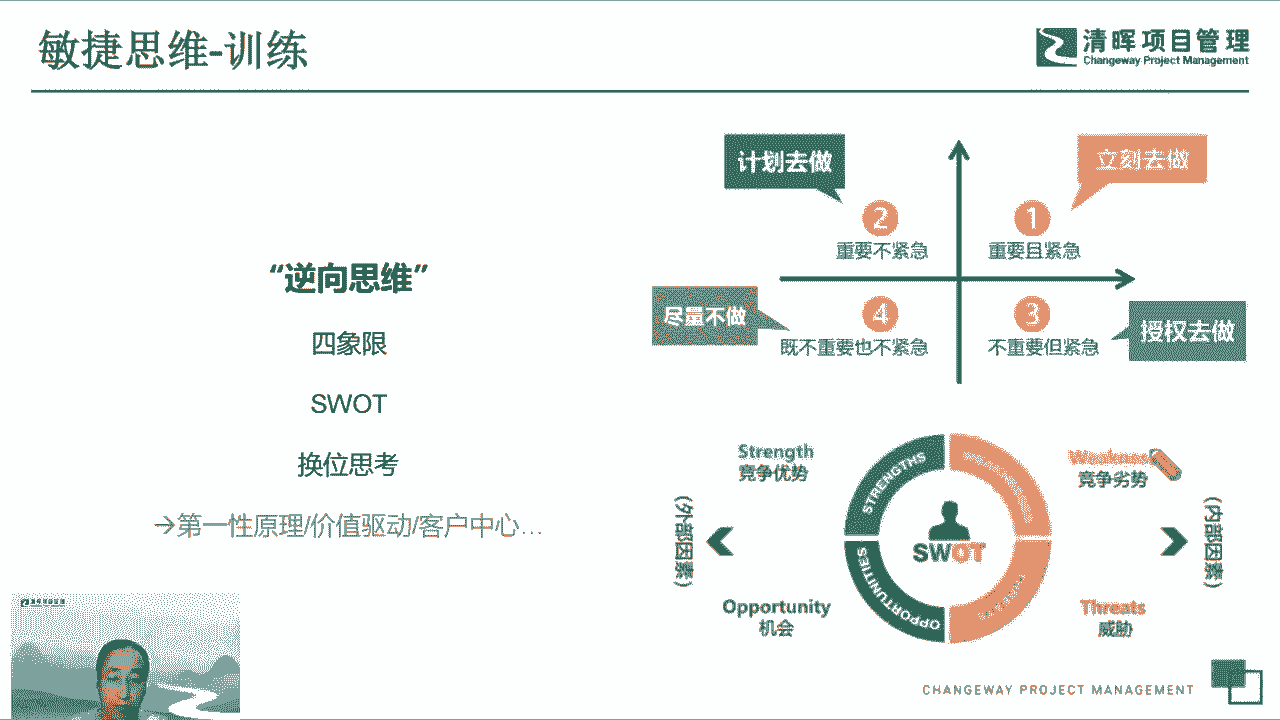 敏捷思维-训练
清晖项目管理
Changeway Project Management
“逆向思维”
四象限
SWOT
换位思考
→第一性原理/价值驱动/客户中心…
计划去做
立刻去做
2
重要不紧急
1
重要且紧急
尽量不做
4
既不重要也不紧急
3
不重要但紧急
授权去做
Strength
竞争优势
Weakness
竞争劣势
(外部因素)
(内部因素)
STRENGTHS
SWOT
OPPORTUNITIES
Opportunity
机会
Threats
威胁
清晖项目管理
CHANGEWAY PROJECT MANAGEMENT